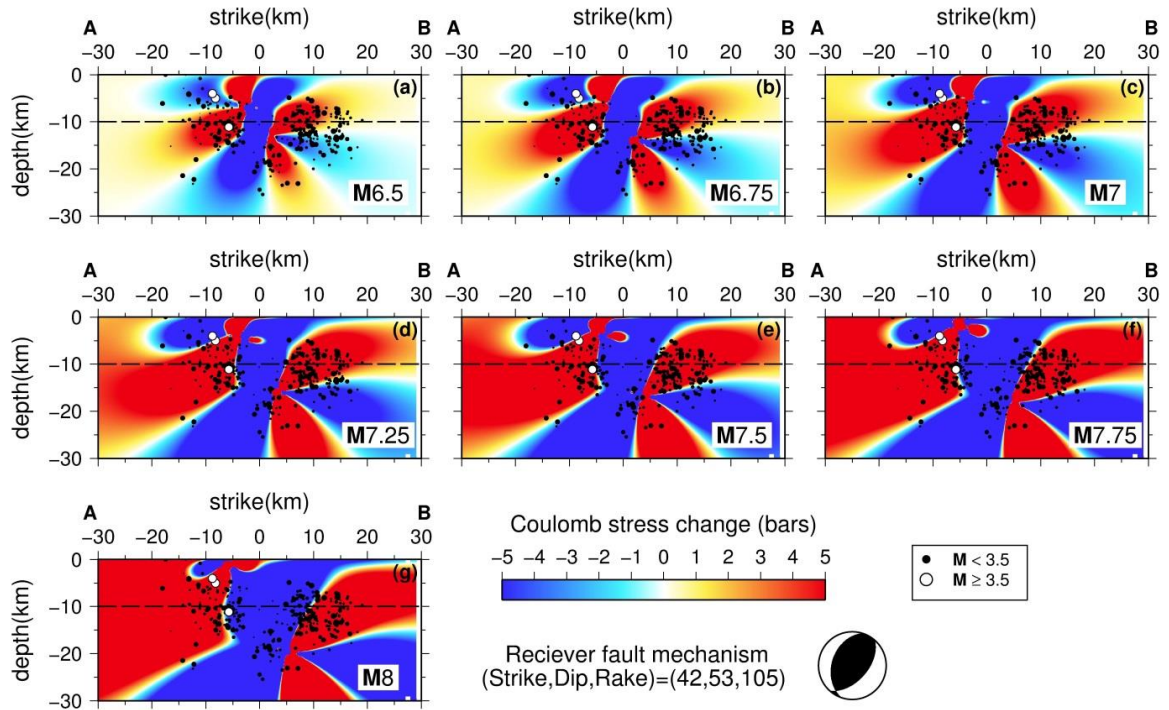 strike(km) strike(km) strike(km)
A B A B A B
−30 −20 −10 0 10 20 30 −30 −20 −10 0 10 20 30 −30 −20 −10 0 10 20 30
depth(km)
0
−10
−20
−30
(a) (b) (c)
M6.5 M6.75 M7
strike(km) strike(km) strike(km)
A B A B A B
−30 −20 −10 0 10 20 30 −30 −20 −10 0 10 20 30 −30 −20 −10 0 10 20 30
depth(km)
0
−10
−20
−30
(d) (e) (f)
M7.25 M7.5 M7.75
strike(km)
A B
−30 −20 −10 0 10 20 30
depth(km)
0
−10
−20
−30
(g)
M8
Coulomb stress change (bars)
−5 −4 −3 −2 −1 0 1 2 3 4 5
M < 3.5
M ≥ 3.5
Reciever fault mechanism
(Strike,Dip,Rake)=(42,53,105)